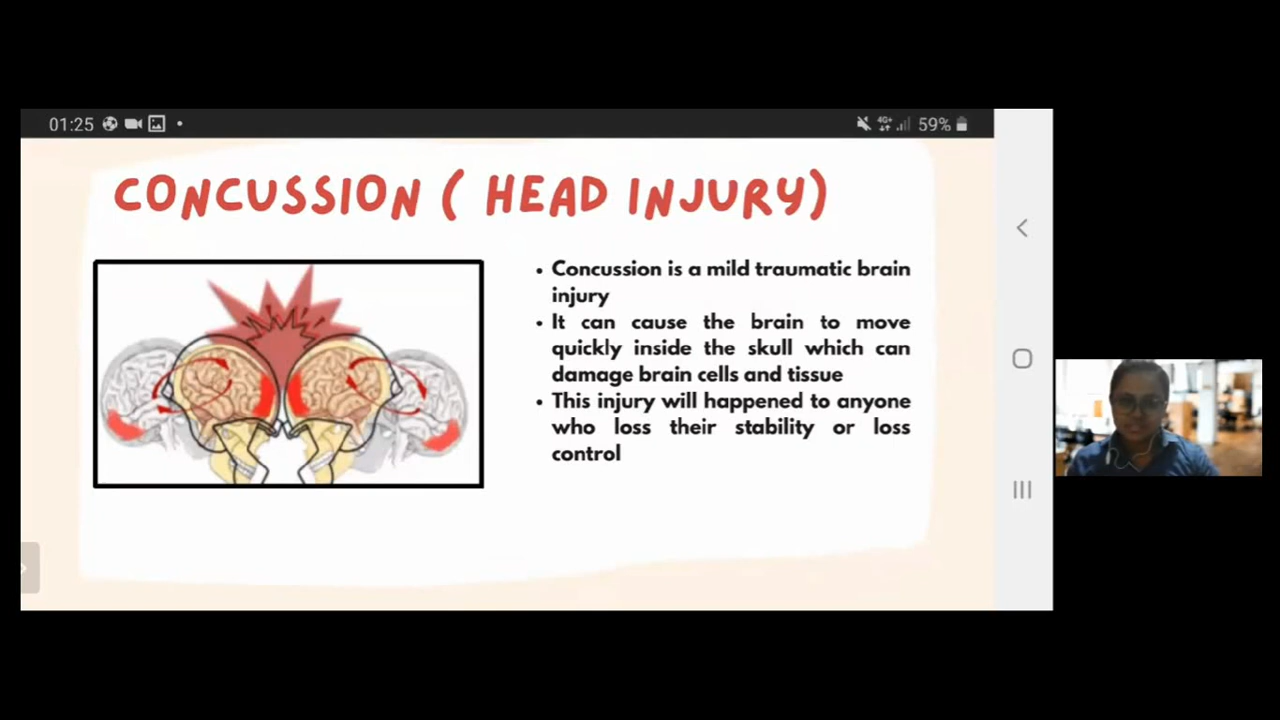 01:25
4G+
59%
CONCUSSION ( HEAD INJURY)
• Concussion is a mild traumatic brain
injury
• It can cause the brain to move
quickly inside the skull which can
damage brain cells and tissue
• This injury will happened to anyone
who loss their stability or loss
control